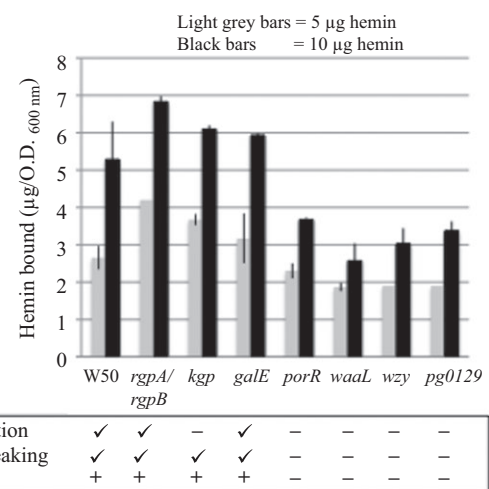 Light grey bars = 5 µg hemin
Black bars = 10 µg hemin
Hemin bound (µg/O.D. 600 nm)
8
7
6
5
4
3
2
1
0
W50 rgpA/ kgp galE porR waaL wzy pg0129
rgpB
tion ✓ ✓ – ✓ – – – –
eaking ✓ ✓ ✓ ✓ – – – –
+ + + + – – – –